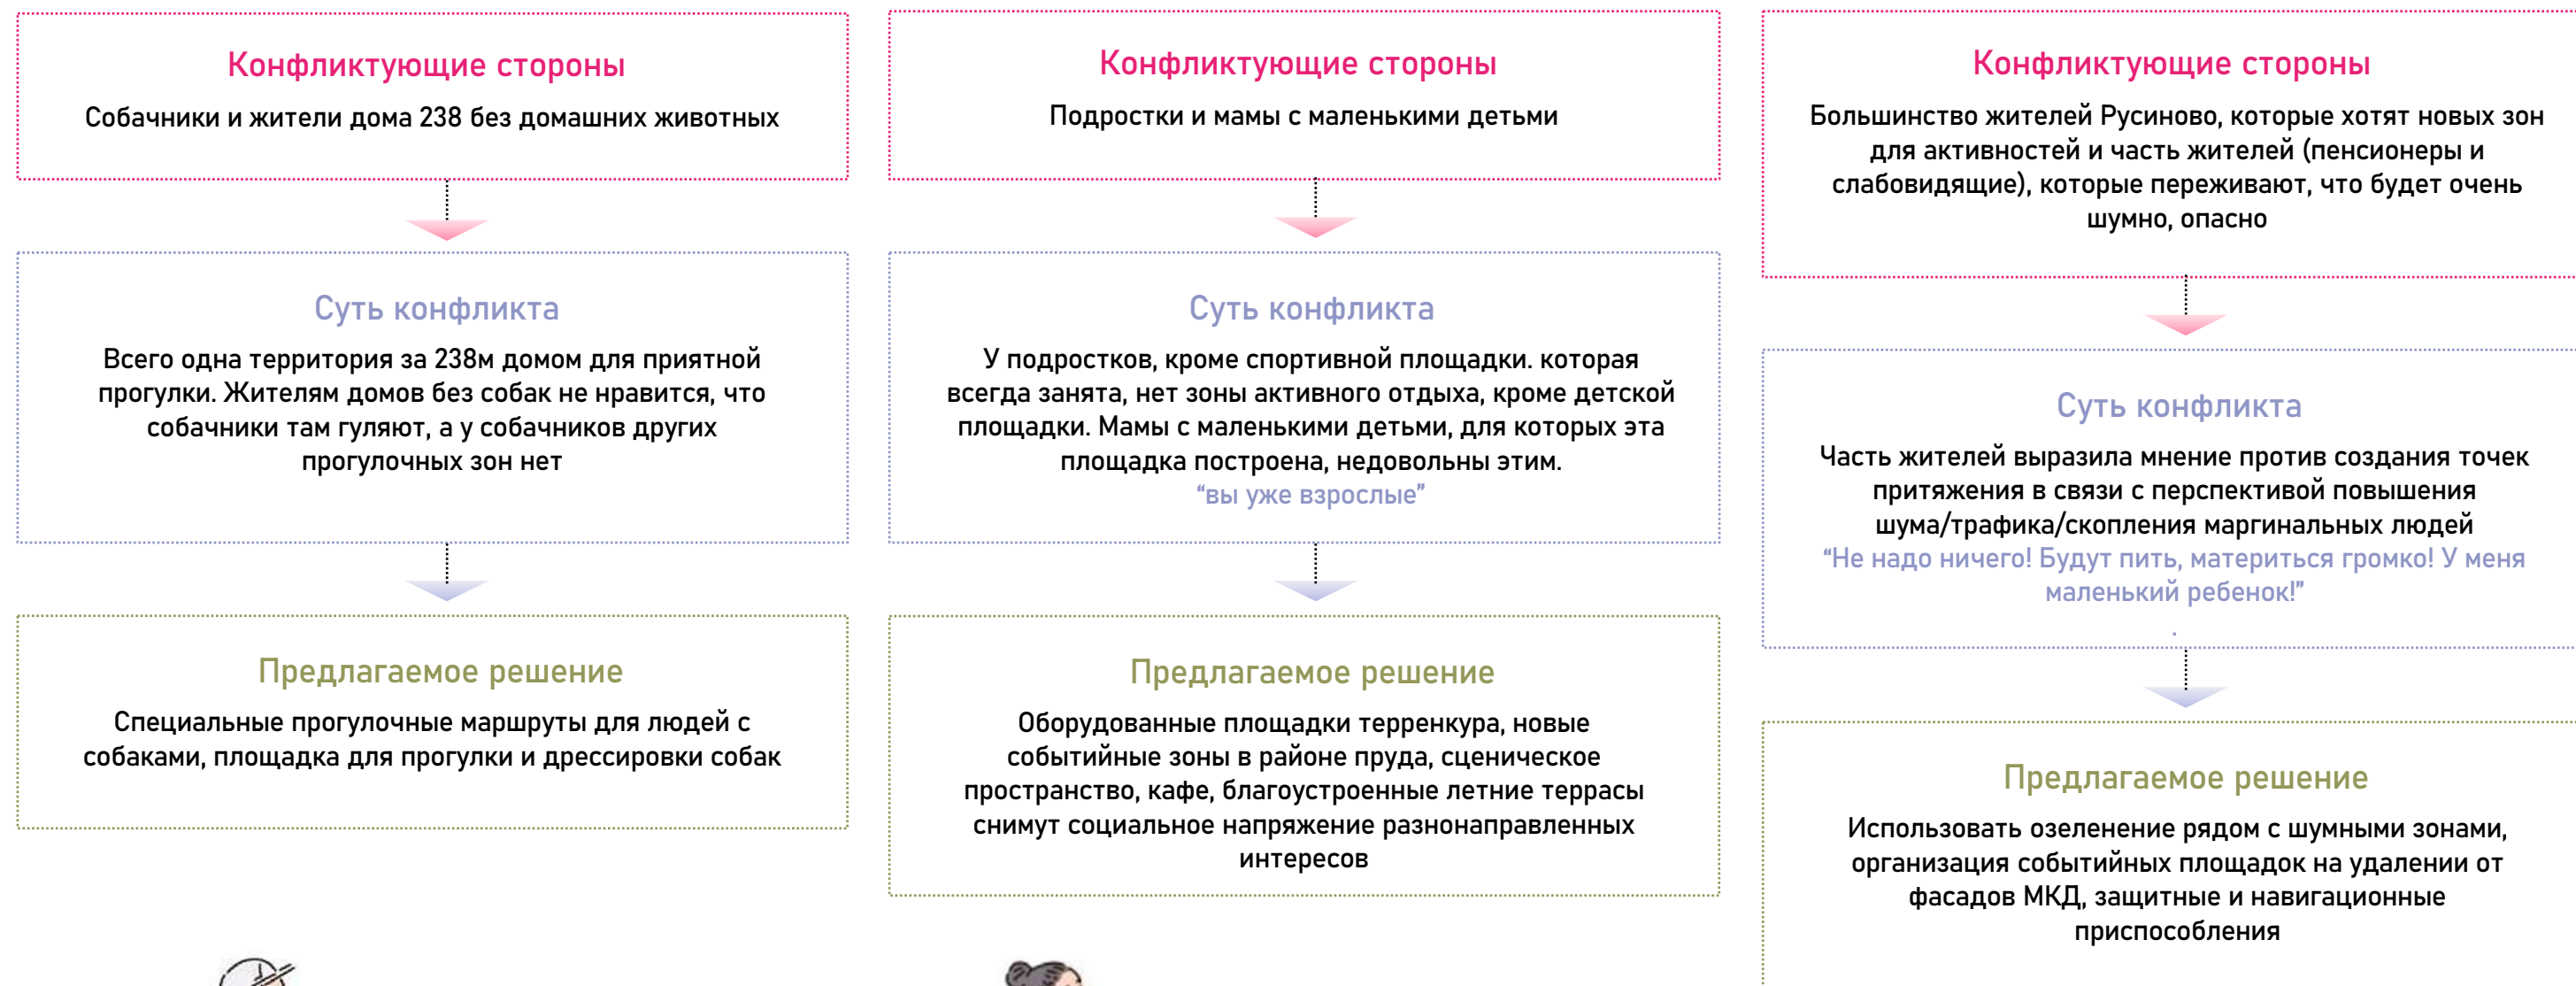 Конфликтующие стороны
Собачники и жители дома 238 без домашних животных
Суть конфликта
Всего одна территория за 238м домом для приятной
прогулки. Жителям домов без собак не нравится, что
собачники там гуляют, а у собачников других
прогулочных зон нет
Предлагаемое решение
Специальные прогулочные маршруты для людей с
собаками, площадка для прогулки и дрессировки собак
Конфликтующие стороны
Подростки и мамы с маленькими детьми
Суть конфликта
У подростков, кроме спортивной площадки. которая
всегда занята, нет зоны активного отдыха, кроме детской
площадки. Мамы с маленькими детьми, для которых эта
площадка построена, недовольны этим.
“вы уже взрослые”
Предлагаемое решение
Оборудованные площадки терренкура, новые
событийные зоны в районе пруда, сценическое
пространство, кафе, благоустроенные летние террасы
снимут социальное напряжение разнонаправленных
интересов
Конфликтующие стороны
Большинство жителей Русиново, которые хотят новых зон
для активностей и часть жителей (пенсионеры и
слабовидящие), которые переживают, что будет очень
шумно, опасно
Суть конфликта
Часть жителей выразила мнение против создания точек
притяжения в связи с перспективой повышения
шума/трафика/скопления маргинальных людей
“Не надо ничего! Будут пить, материться громко! У меня
маленький ребенок!”
.
Предлагаемое решение
Использовать озеленение рядом с шумными зонами,
организация событийных площадок на удалении от
фасадов МКД, защитные и навигационные
приспособления